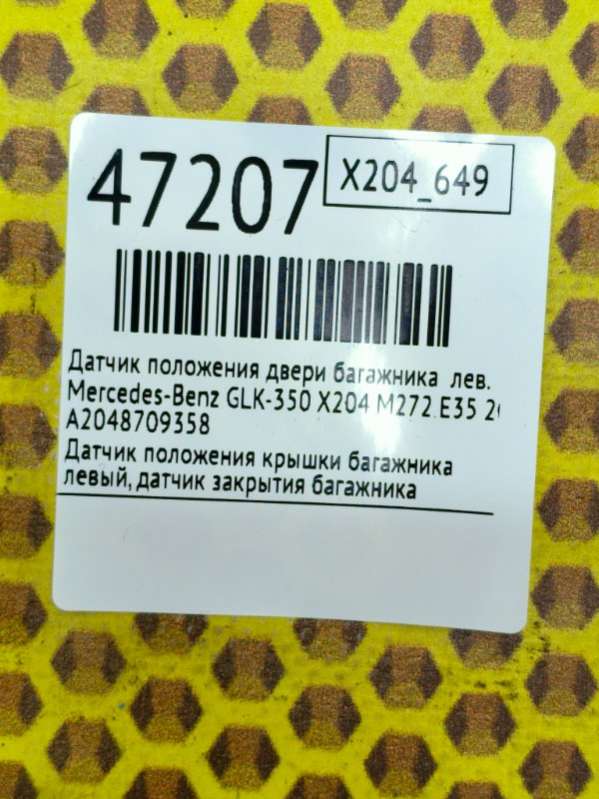 47207
X204_649
Датчик положения двери багажника лев.
Mercedes-Benz GLK-350 X204 M272 E35
A2048709358
Датчик положения крышки багажника
левый, датчик закрытия багажника